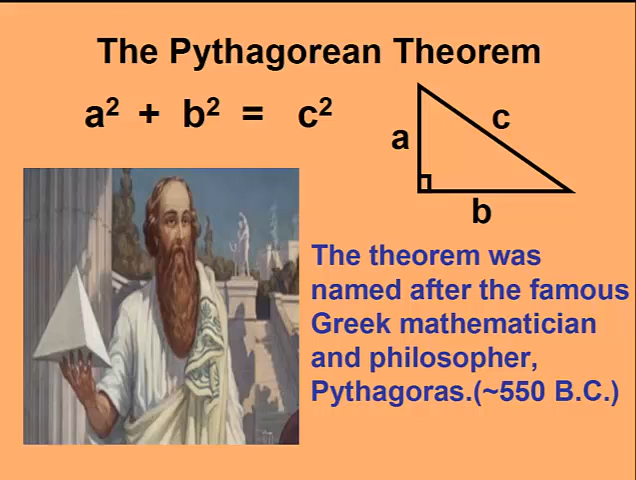 The Pythagorean Theorem
a² + b² = c²
a
c
b
The theorem was
named after the famous
Greek mathematician
and philosopher,
Pythagoras.(~550 B.C.)